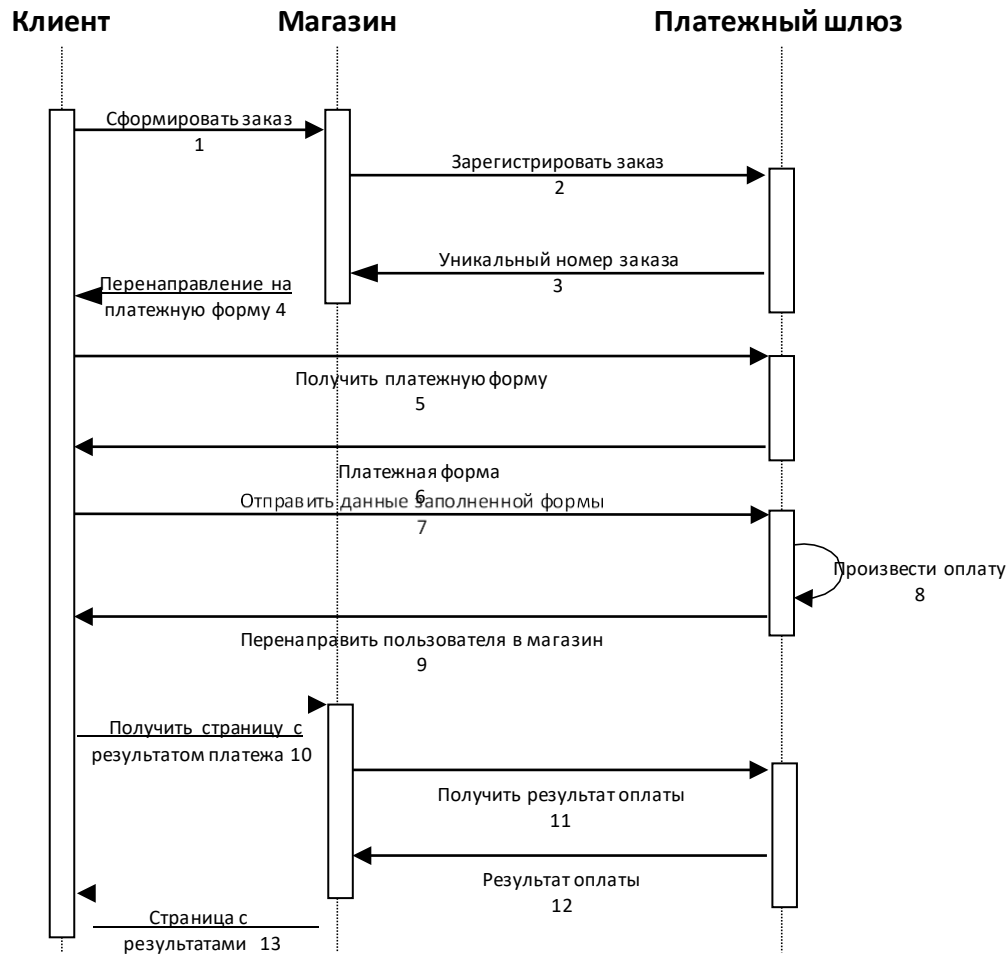 Клиент
Магазин
Платежный шлюз
Сформировать заказ
1
Зарегистрировать заказ
2
Уникальный номер заказа
3
Перенаправление на
платежную форму 4
Получить платежную форму
5
Платежная форма
6
Отправить данные заполненной формы
7
Произвести оплату
8
Перенаправить пользователя в магазин
9
Получить страницу с
результатом платежа 10
Получить результат оплаты
11
Результат оплаты
12
Страница с
результатами 13